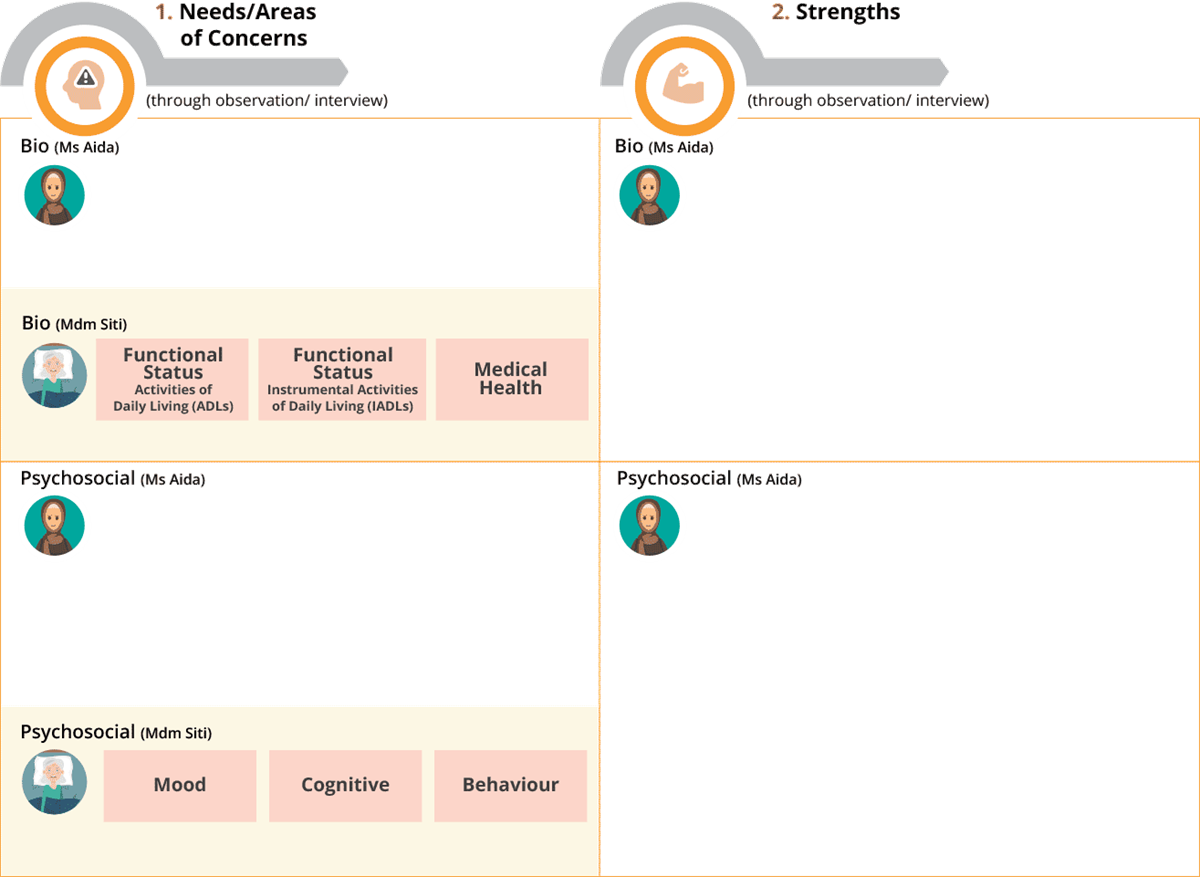 1. Needs/Areas
of Concerns
(through observation/ interview)
2. Strengths
(through observation/ interview)
Bio (Ms Aida)
Bio (Ms Aida)
Bio (Mdm Siti)
Functional
Status
Activities of
Daily Living (ADLs)
Functional
Status
Instrumental Activities
of Daily Living (IADLs)
Medical
Health
Psychosocial (Ms Aida)
Psychosocial (Ms Aida)
Psychosocial (Mdm Siti)
Mood
Cognitive
Behaviour